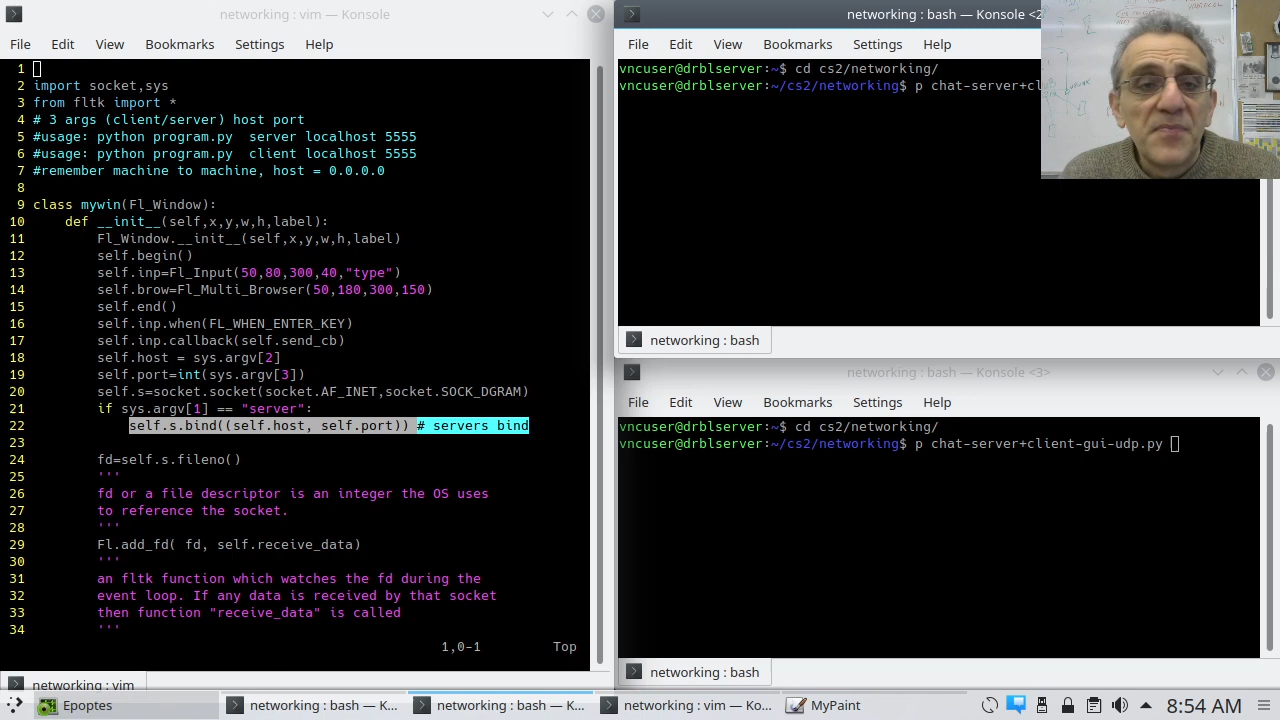 networking : vim — Konsole
File Edit View Bookmarks Settings Help
1
2 import socket,sys
3 from fltk import *
4 # 3 args (client/server) host port
5 #usage: python program.py  server localhost 5555
6 #usage: python program.py  client localhost 5555
7 #remember machine to machine, host = 0.0.0.0
8
9 class mywin(Fl_Window):
10     def __init__(self,x,y,w,h,label):
11         Fl_Window.__init__(self,x,y,w,h,label)
12         self.begin()
13         self.inp=Fl_Input(50,80,300,40,"type")
14         self.brow=Fl_Multi_Browser(50,180,300,150)
15         self.end()
16         self.inp.when(FL_WHEN_ENTER_KEY)
17         self.inp.callback(self.send_cb)
18         self.host = sys.argv[2]
19         self.port=int(sys.argv[3])
20         self.s=socket.socket(socket.AF_INET,socket.SOCK_DGRAM)
21         if sys.argv[1] == "server":
22             self.s.bind((self.host, self.port)) # servers bind
23
24         fd=self.s.fileno()
25         '''
26         fd or a file descriptor is an integer the OS uses
27         to reference the socket.
28         '''
29         Fl.add_fd( fd, self.receive_data)
30         '''
31         an fltk function which watches the fd during the
32         event loop. If any data is received by that socket
33         then function "receive_data" is called
34         '''
1,0-1 Top
networking : vim
networking : bash — Konsole <2
File Edit View Bookmarks Settings Help
vncuser@drblserver:~$ cd cs2/networking/
vncuser@drblserver:~/cs2/networking$ p chat-server+cl
networking : bash
networking : bash — Konsole <3>
File Edit View Bookmarks Settings Help
vncuser@drblserver:~$ cd cs2/networking/
vncuser@drblserver:~/cs2/networking$ p chat-server+client-gui-udp.py
networking : bash
Epoptes
networking : bash — K...
networking : bash — K...
networking : vim — Ko...
MyPaint
8:54 AM